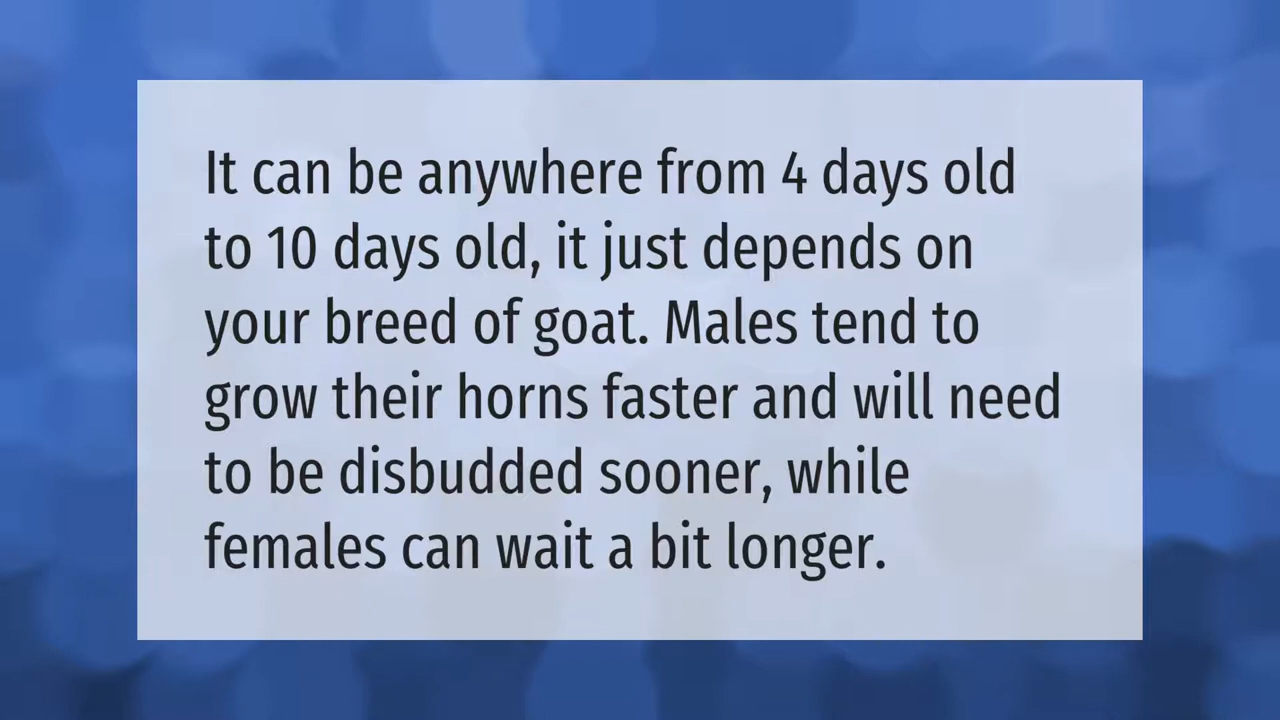 It can be anywhere from 4 days old
to 10 days old, it just depends on
your breed of goat. Males tend to
grow their horns faster and will need
to be disbudded sooner, while
females can wait a bit longer.